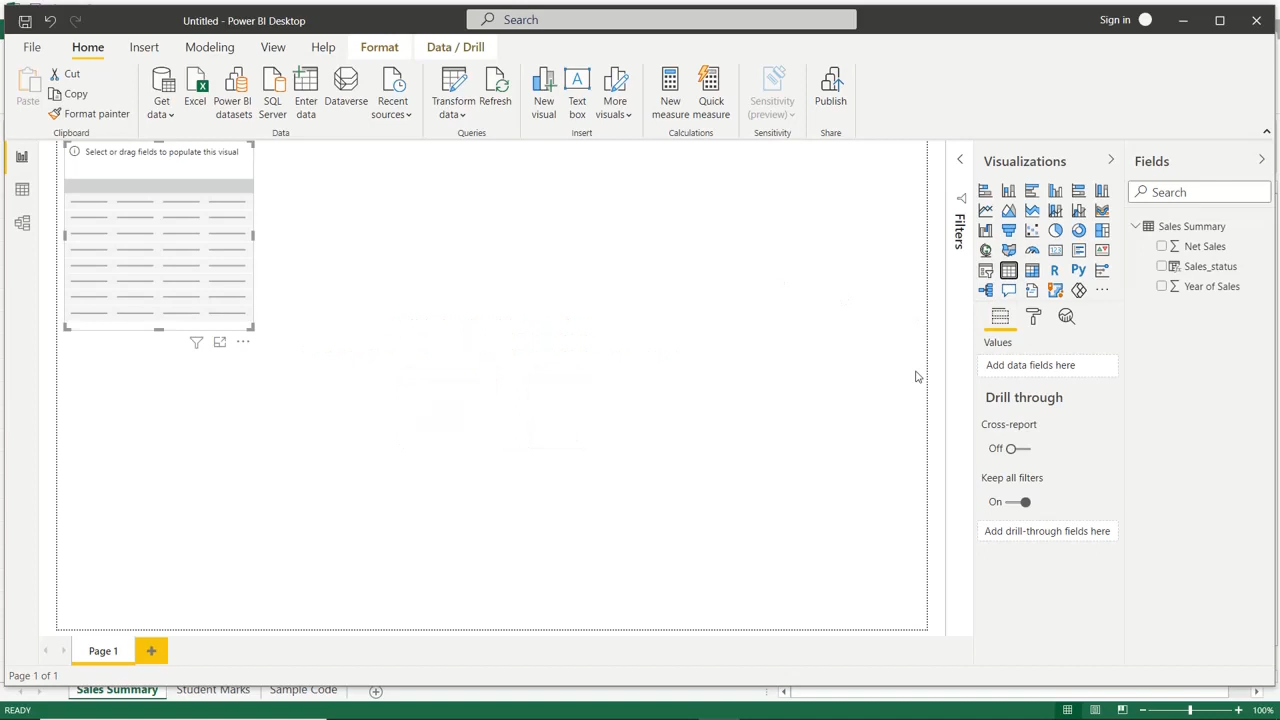 Untitled - Power BI Desktop
Search
Sign in
File
Home
Insert
Modeling
View
Help
Format
Data / Drill
Paste
Cut
Copy
Format painter
Clipboard
Get data
Excel
Power BI datasets
SQL Server
Enter data
Dataverse
Recent sources
Data
Transform data
Refresh
Queries
New visual
Text box
More visuals
Insert
New measure
Quick measure
Calculations
Sensitivity (preview)
Sensitivity
Publish
Share
Select or drag fields to populate this visual
Filters
Visualizations
R
Py
123
Values
Add data fields here
Drill through
Cross-report
Off
Keep all filters
On
Add drill-through fields here
Fields
Search
Sales Summary
Net Sales
Sales_status
Year of Sales
Page 1
Page 1 of 1
Sales Summary
Student Marks
Sample Code
READY
100%